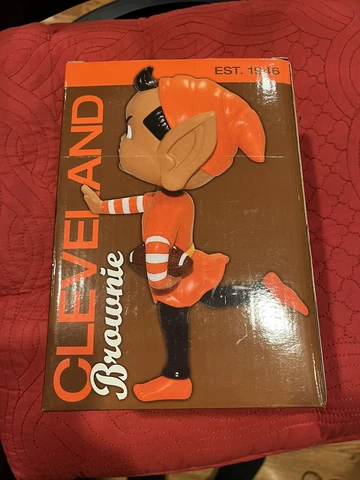 EST. 1946
CLEVELAND
Brownie